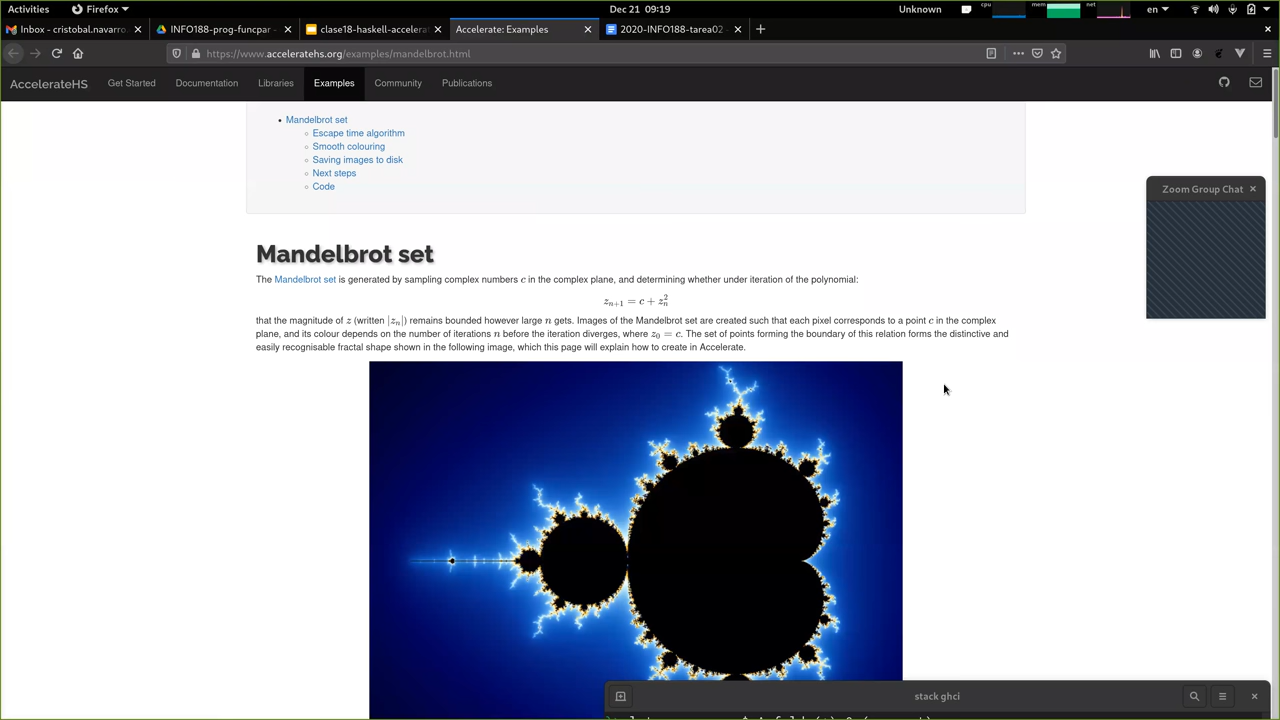 Activities Firefox Dec 21 09:19 Unknown cpu mem net en
Inbox - cristobal.navarro. INFO188-prog-funcpar - clase18-haskell-accelera Accelerate: Examples 2020-INFO188-tarea02 -
https://www.acceleratehs.org/examples/mandelbrot.html
AccelerateHS Get Started Documentation Libraries Examples Community Publications
Mandelbrot set
Escape time algorithm
Smooth colouring
Saving images to disk
Next steps
Code
Zoom Group Chat
Mandelbrot set
The Mandelbrot set is generated by sampling complex numbers c in the complex plane, and determining whether under iteration of the polynomial:
zₙ₊₁ = c + zₙ²
that the magnitude of z (written |zₙ|) remains bounded however large n gets. Images of the Mandelbrot set are created such that each pixel corresponds to a point c in the complex
plane, and its colour depends on the number of iterations n before the iteration diverges, where z₀ = c. The set of points forming the boundary of this relation forms the distinctive and
easily recognisable fractal shape shown in the following image, which this page will explain how to create in Accelerate.
stack ghci